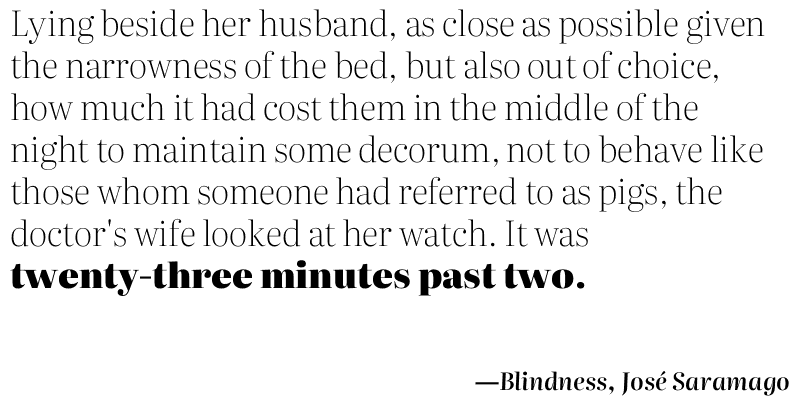 Lying beside her husband, as close as possible given
the narrowness of the bed, but also out of choice,
how much it had cost them in the middle of the
night to maintain some decorum, not to behave like
those whom someone had referred to as pigs, the
doctor's wife looked at her watch. It was
twenty-three minutes past two.
—Blindness, José Saramago